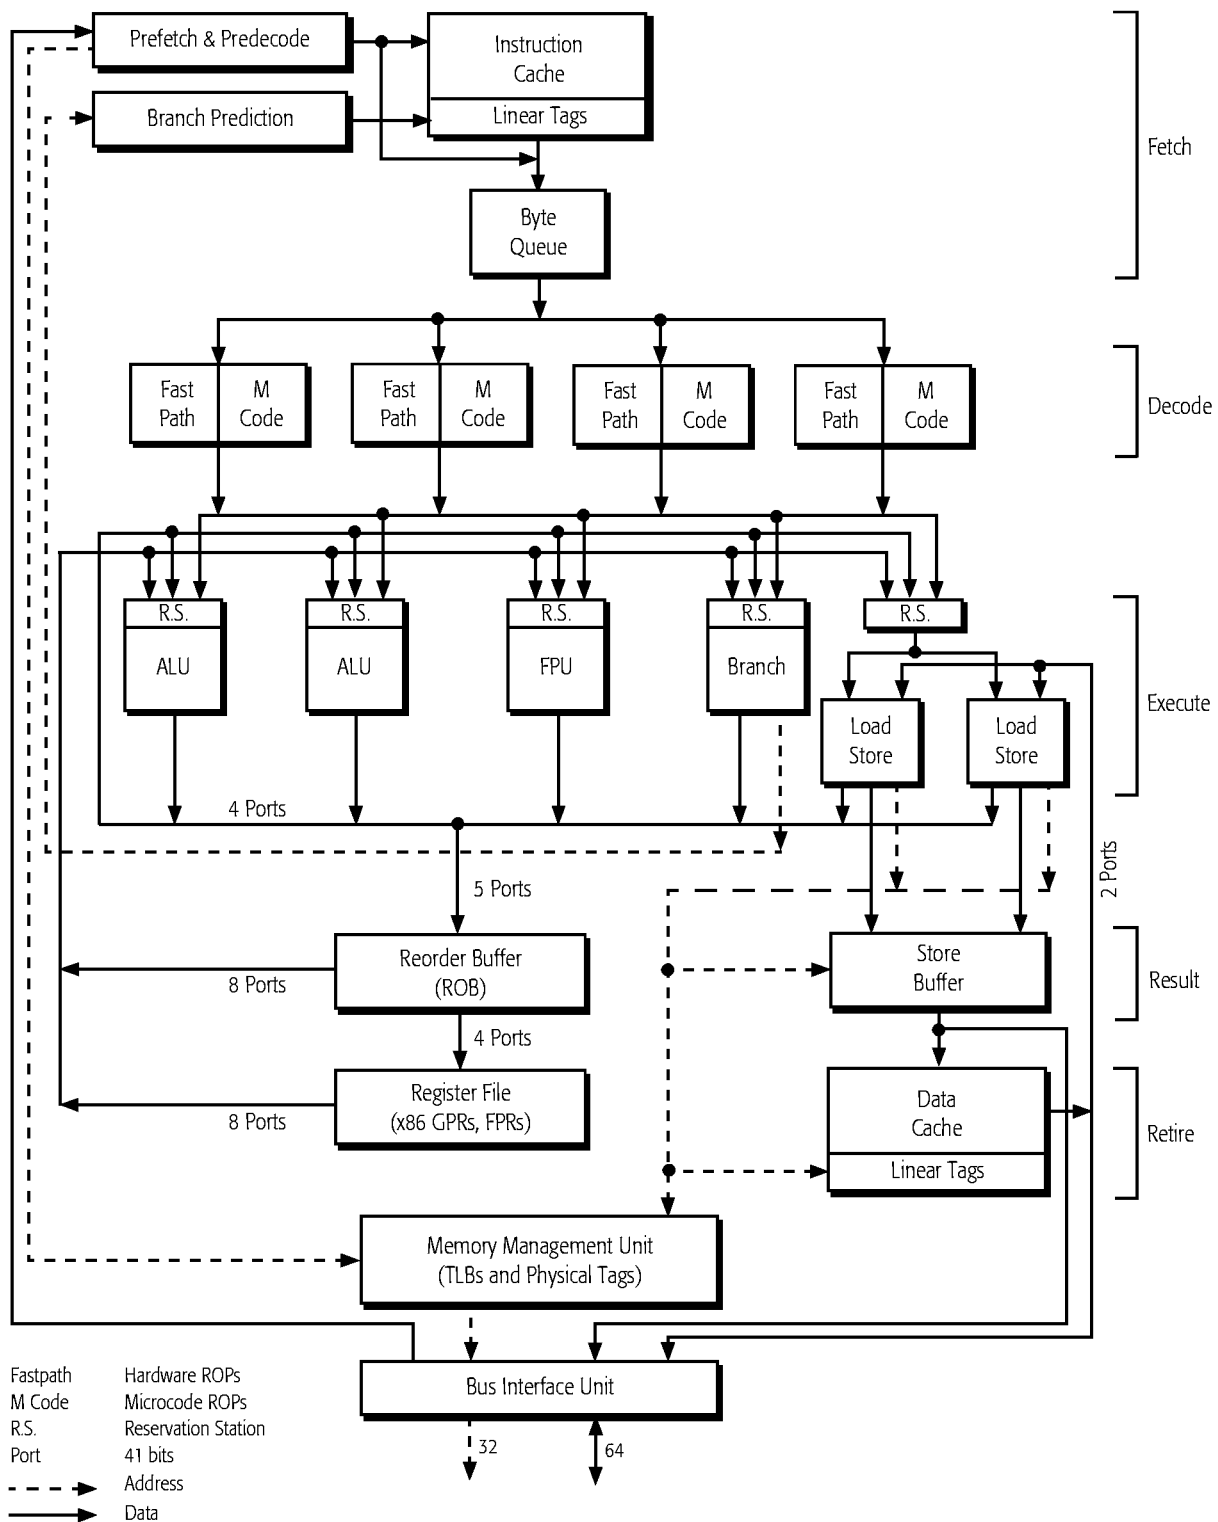 Prefetch & Predecode
Instruction
Cache
Linear Tags
Branch Prediction
Fetch
Byte
Queue
Fast
Path
M
Code
Fast
Path
M
Code
Fast
Path
M
Code
Fast
Path
M
Code
Decode
R.S.
ALU
R.S.
ALU
R.S.
FPU
R.S.
Branch
R.S.
Load
Store
Load
Store
Execute
4 Ports
2 Ports
5 Ports
Reorder Buffer
(ROB)
8 Ports
Store
Buffer
Result
4 Ports
Register File
(x86 GPRs, FPRs)
8 Ports
Data
Cache
Linear Tags
Retire
Memory Management Unit
(TLBs and Physical Tags)
Bus Interface Unit
32
64
Fastpath Hardware ROPs
M Code Microcode ROPs
R.S. Reservation Station
Port 41 bits
Address
Data